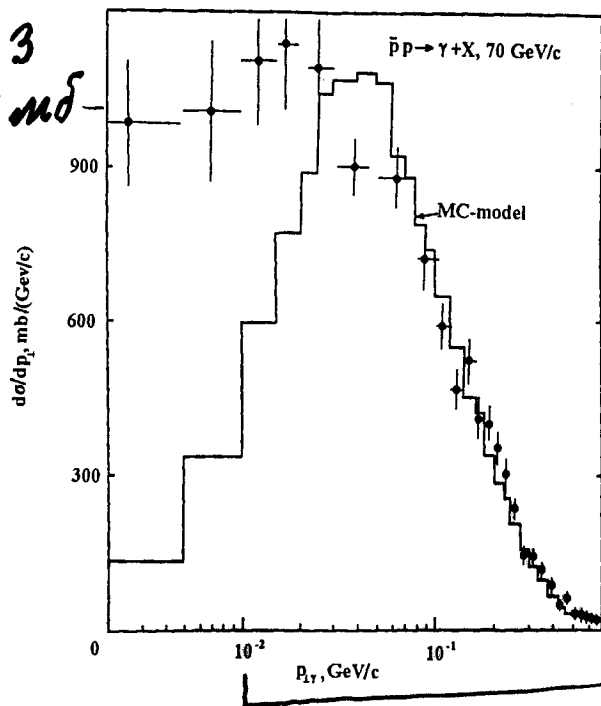 3
мб
p̄p → γ+X, 70 GeV/c
MC-model
dσ/dp⊥, mb/(Gev/c)
900
600
300
0
10⁻² 10⁻¹
p⊥γ, GeV/c